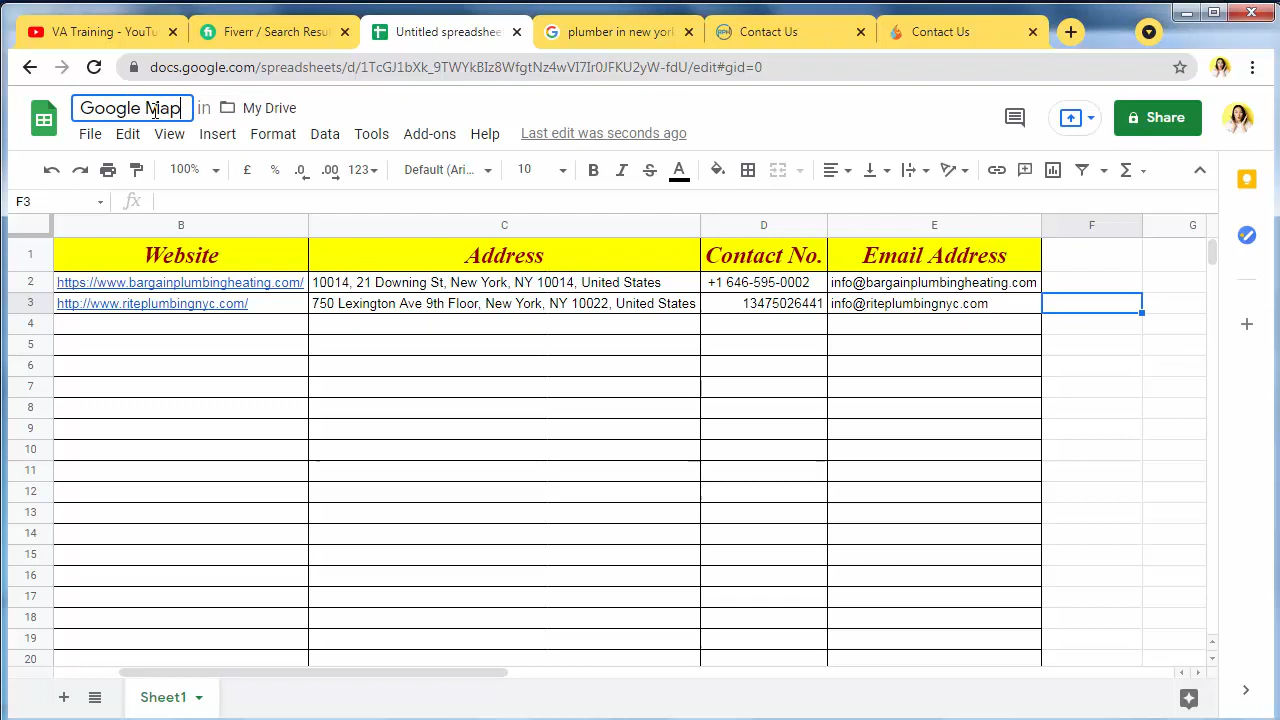 VA Training - YouTu
Fiverr / Search Resu
Untitled spreadshee
plumber in new york
Contact Us
Contact Us
docs.google.com/spreadsheets/d/1TcGJ1bXk_9TWYkBIz8WfgtNz4wVI7Ir0JFKU2yW-fdU/edit#gid=0
Google Map in My Drive
File Edit View Insert Format Data Tools Add-ons Help Last edit was seconds ago
Share
100% £ % .0 .00 123 Default (Ari... 10 B I S A Σ
F3 fx
B C D E F G
1 Website Address Contact No. Email Address
2 https://www.bargainplumbingheating.com/ 10014, 21 Downing St, New York, NY 10014, United States +1 646-595-0002 info@bargainplumbingheating.com
3 http://www.riteplumbingnyc.com/ 750 Lexington Ave 9th Floor, New York, NY 10022, United States 13475026441 info@riteplumbingnyc.com
4
5
6
7
8
9
10
11
12
13
14
15
16
17
18
19
20
Sheet1